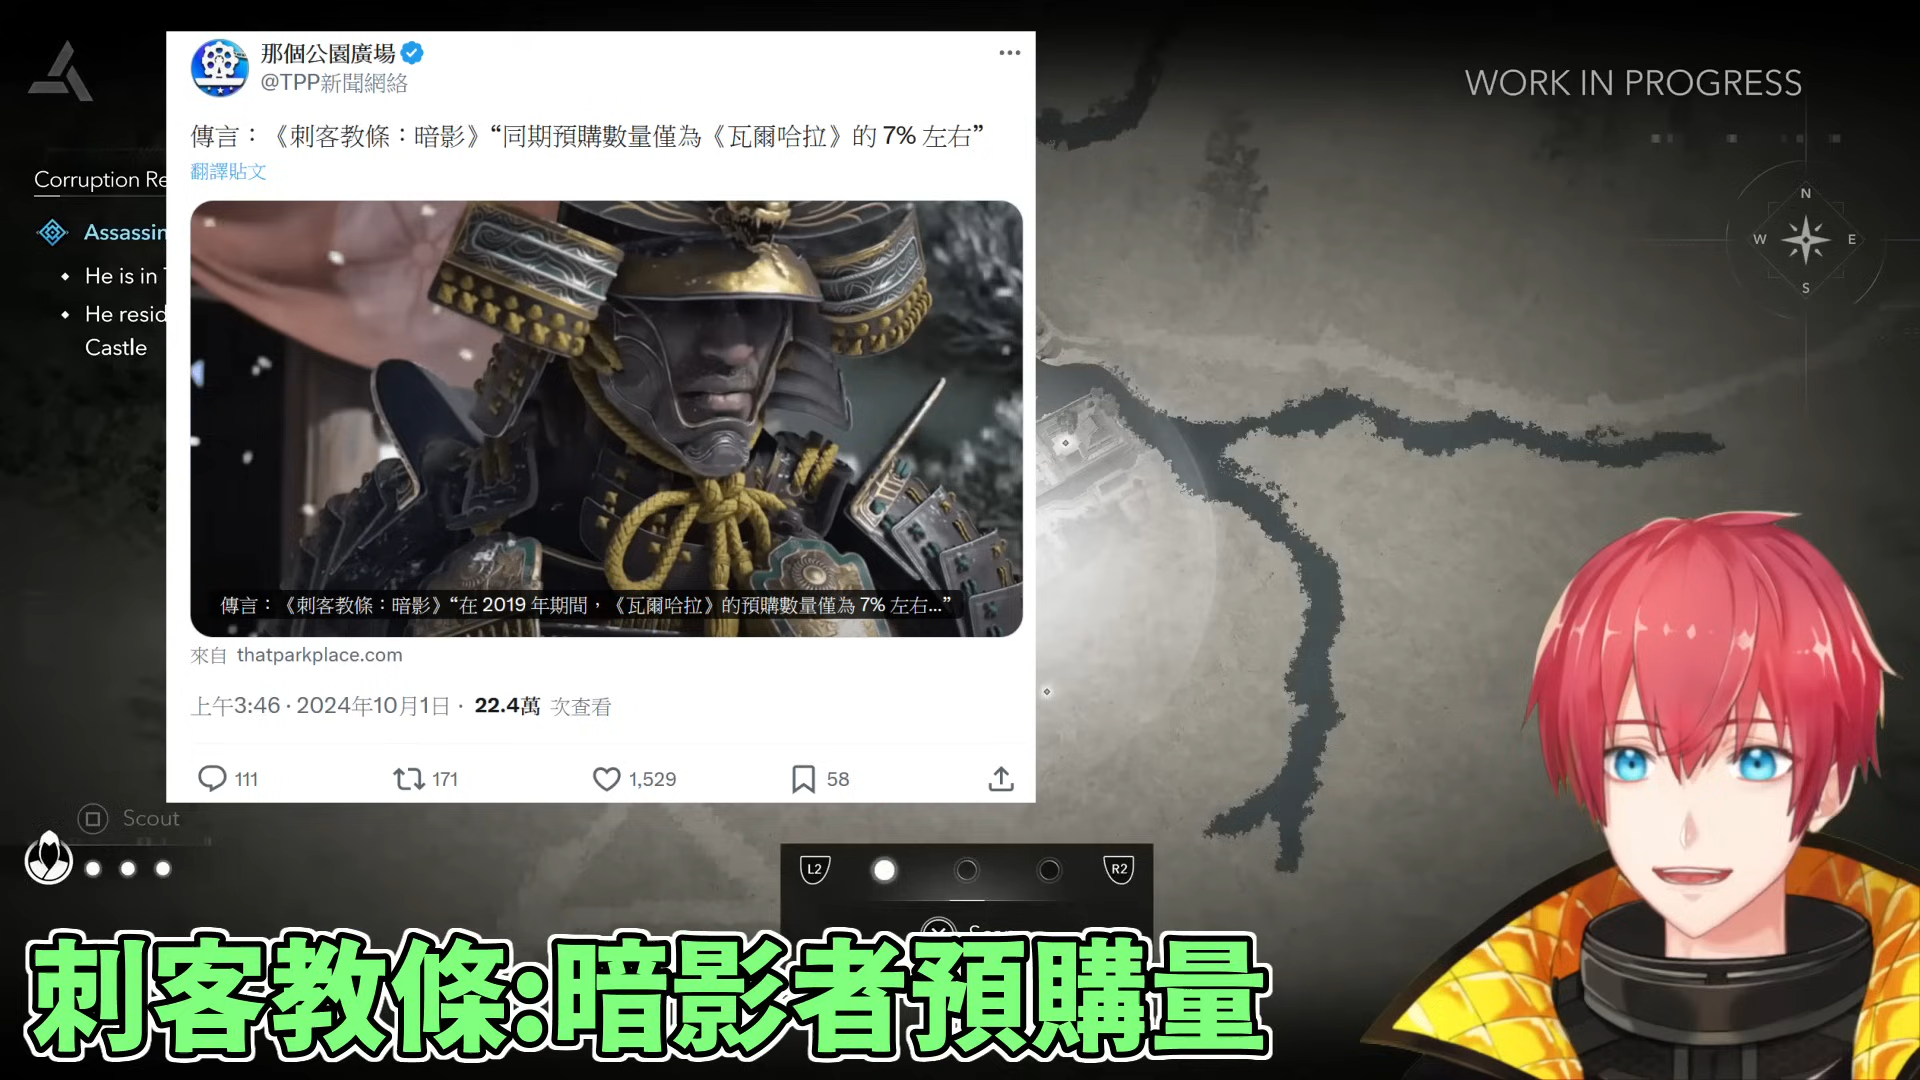 那個公園廣場
@TPP新聞網絡
傳言：《刺客教條：暗影》“同期預購數量僅為《瓦爾哈拉》的 7% 左右”
翻譯貼文
傳言：《刺客教條：暗影》“在 2019 年期間，《瓦爾哈拉》的預購數量僅為 7% 左右...”
來自 thatparkplace.com
上午3:46 · 2024年10月1日 · 22.4萬 次查看
111 171 1,529 58
WORK IN PROGRESS
N
W E
S
Corruption Re
Assassin
He is in
He resid
Castle
Scout
L2 R2
刺客教條:暗影者預購量